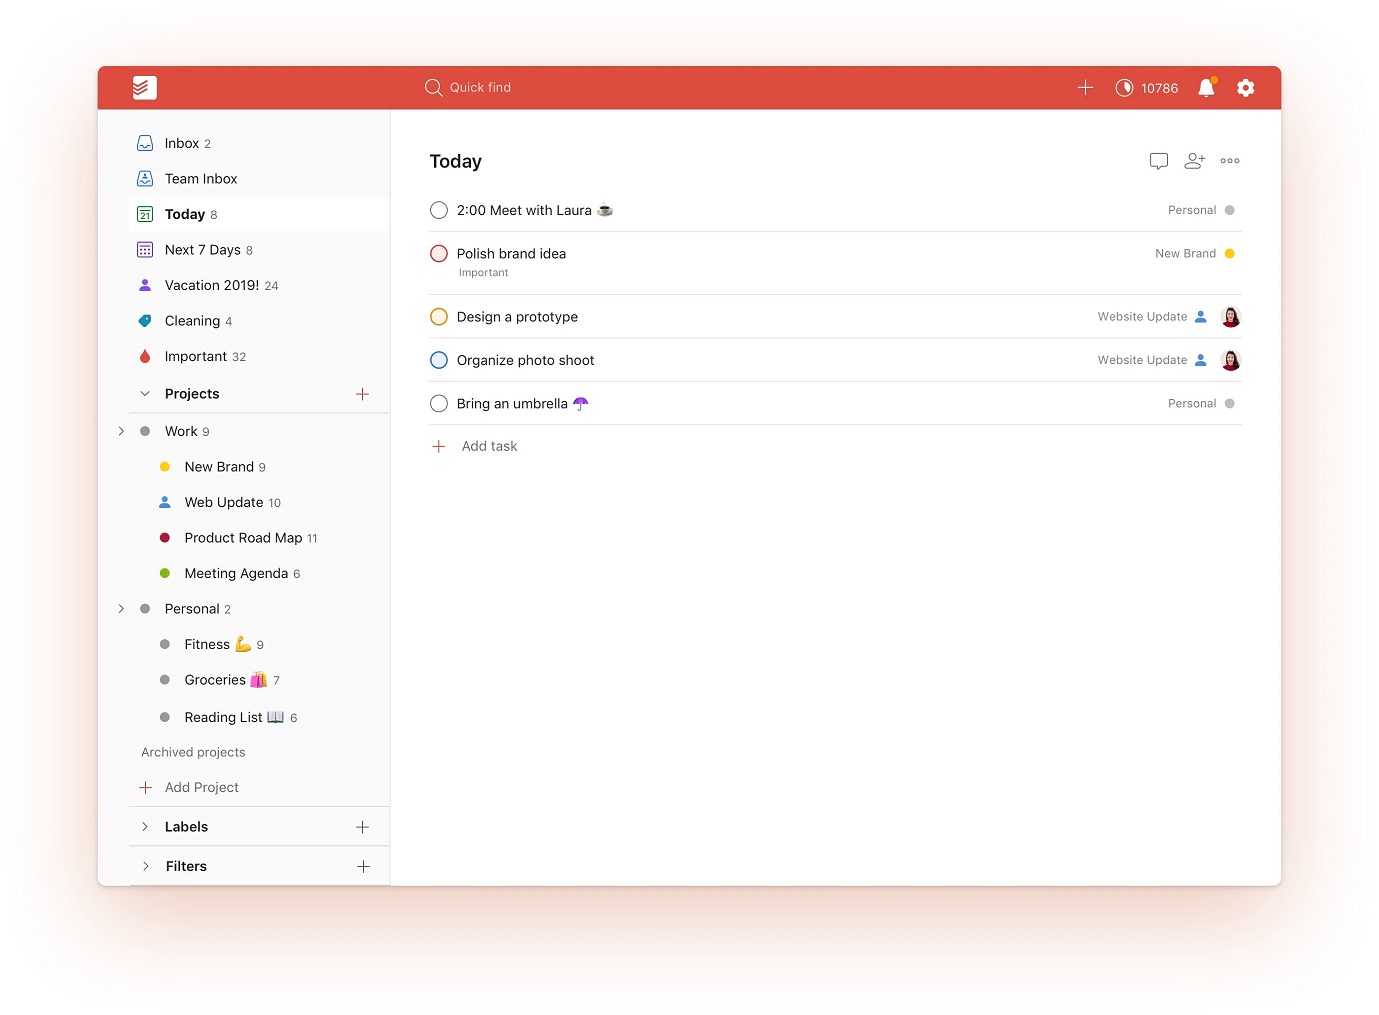 Quick find
10786
Inbox 2
Team Inbox
21 Today 8
Next 7 Days 8
Vacation 2019! 24
Cleaning 4
Important 32
Projects
Work 9
New Brand 9
Web Update 10
Product Road Map 11
Meeting Agenda 6
Personal 2
Fitness 💪 9
Groceries 🛍️ 7
Reading List 📖 6
Archived projects
Add Project
Labels
Filters
Today
2:00 Meet with Laura ☕ Personal
Polish brand idea New Brand
Important
Design a prototype Website Update
Organize photo shoot Website Update
Bring an umbrella ☂️ Personal
Add task